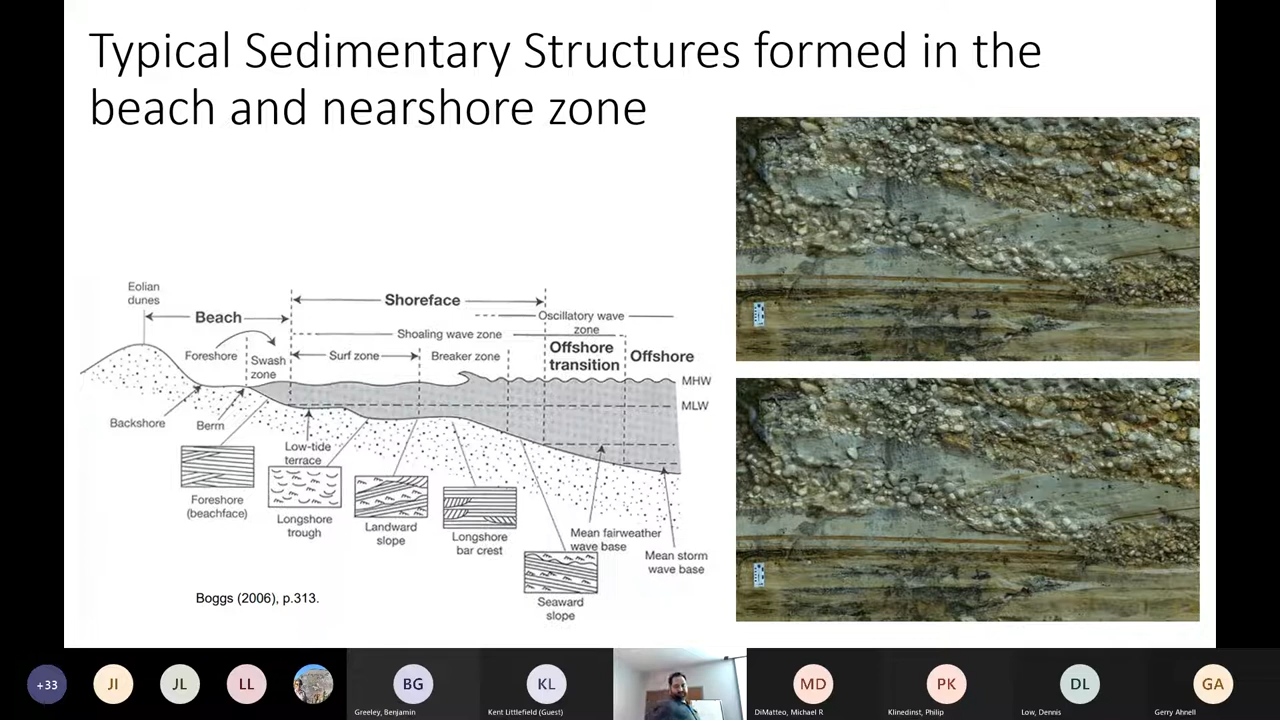 Typical Sedimentary Structures formed in the
beach and nearshore zone
Eolian
dunes
Beach
Shoreface
Oscillatory wave
zone
Shoaling wave zone
Foreshore
Swash
zone
Surf zone
Breaker zone
Offshore
transition
Offshore
MHW
MLW
Backshore
Berm
Low-tide
terrace
Foreshore
(beachface)
Longshore
trough
Landward
slope
Longshore
bar crest
Mean fairweather
wave base
Mean storm
wave base
Seaward
slope
Boggs (2006), p.313.
+33
JI
JL
LL
BG
Greeley, Benjamin
KL
Kent Littlefield (Guest)
MD
DiMatteo, Michael R
PK
Klinedinst, Philip
DL
Low, Dennis
GA
Gerry Ahnell